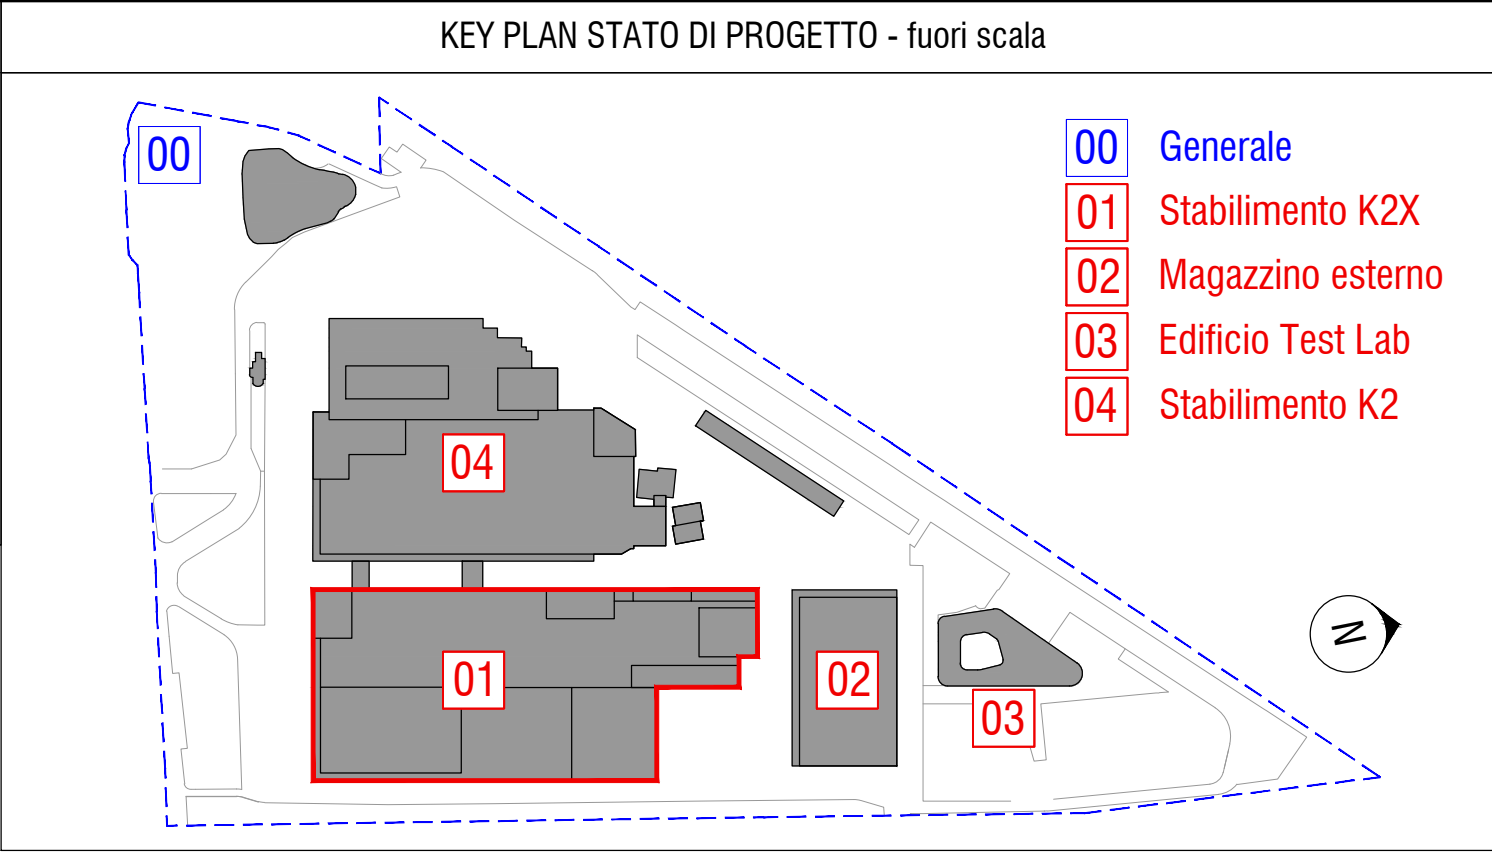 KEY PLAN STATO DI PROGETTO - fuori scala
00
00 Generale
01 Stabilimento K2X
02 Magazzino esterno
03 Edificio Test Lab
04 Stabilimento K2
04
01
02
03
N